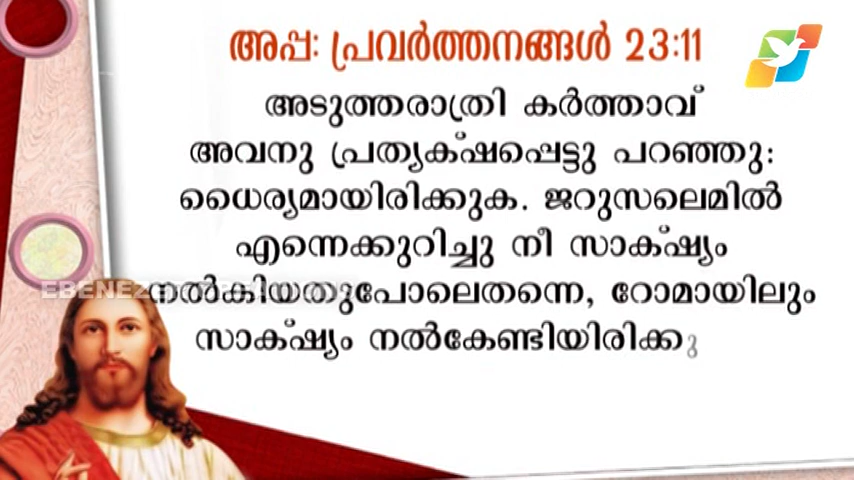 അപ്പ: പ്രവർത്തനങ്ങൾ 23:11
അടുത്തരാത്രി കർത്താവ്
അവനു പ്രത്യക്ഷപ്പെട്ടു പറഞ്ഞു:
ധൈര്യമായിരിക്കുക. ജറുസലെമിൽ
എന്നെക്കുറിച്ചു നീ സാക്ഷ്യം
നൽകിയതുപോലെതന്നെ, റോമായിലും
സാക്ഷ്യം നൽകേണ്ടിയിരിക്കു